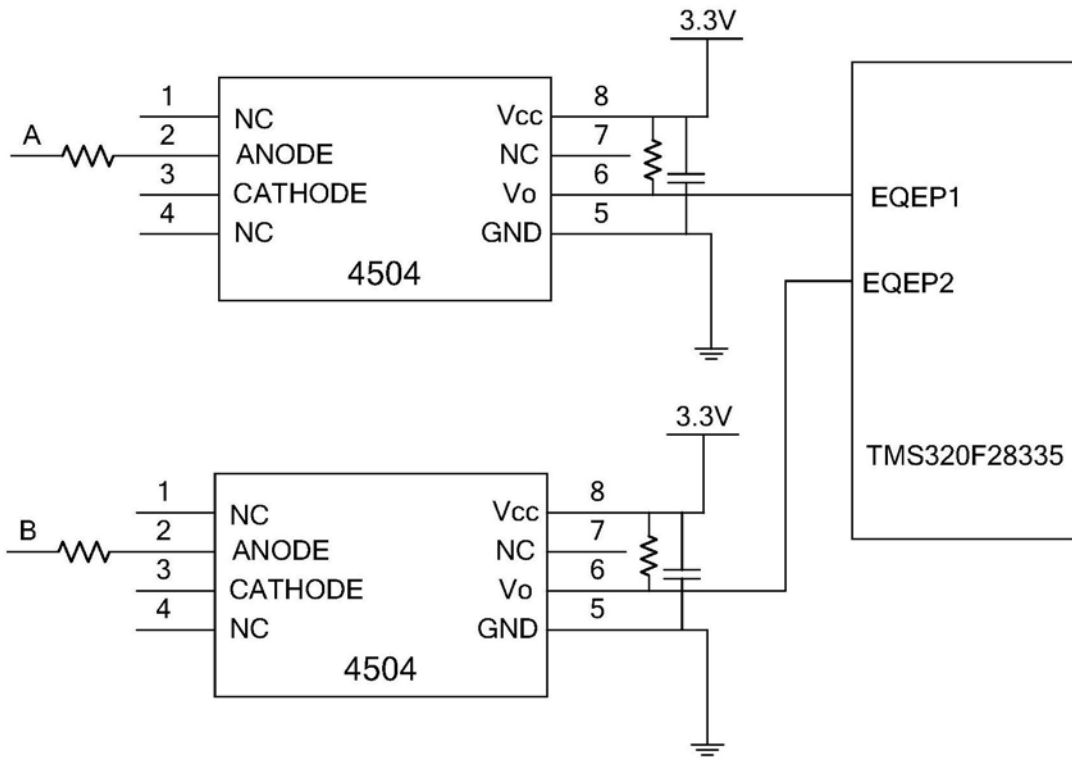 3.3V
1
NC
Vcc
8
A
2
ANODE
NC
7
3
CATHODE
Vo
6
EQEP1
4
NC
GND
5
4504
EQEP2
3.3V
TMS320F28335
1
NC
Vcc
8
B
2
ANODE
NC
7
3
CATHODE
Vo
6
4
NC
GND
5
4504